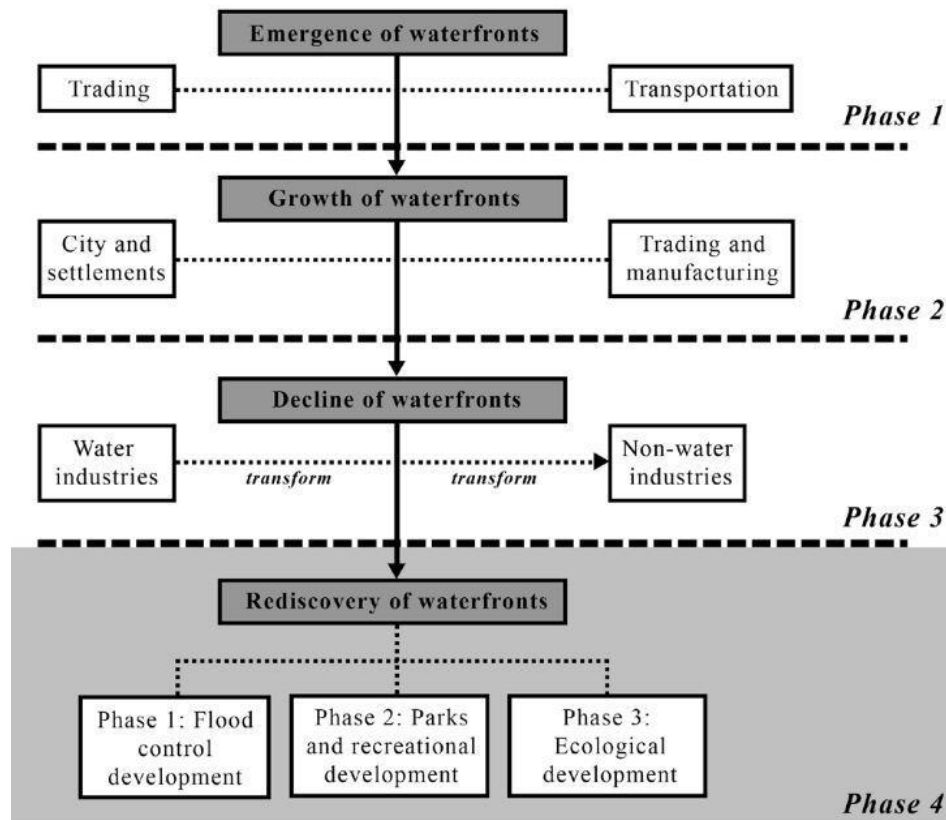 Emergence of waterfronts
Trading
Transportation
Phase 1
Growth of waterfronts
City and
settlements
Trading and
manufacturing
Phase 2
Decline of waterfronts
Water
industries
transform
transform
Non-water
industries
Phase 3
Rediscovery of waterfronts
Phase 1: Flood
control
development
Phase 2: Parks
and recreational
development
Phase 3:
Ecological
development
Phase 4